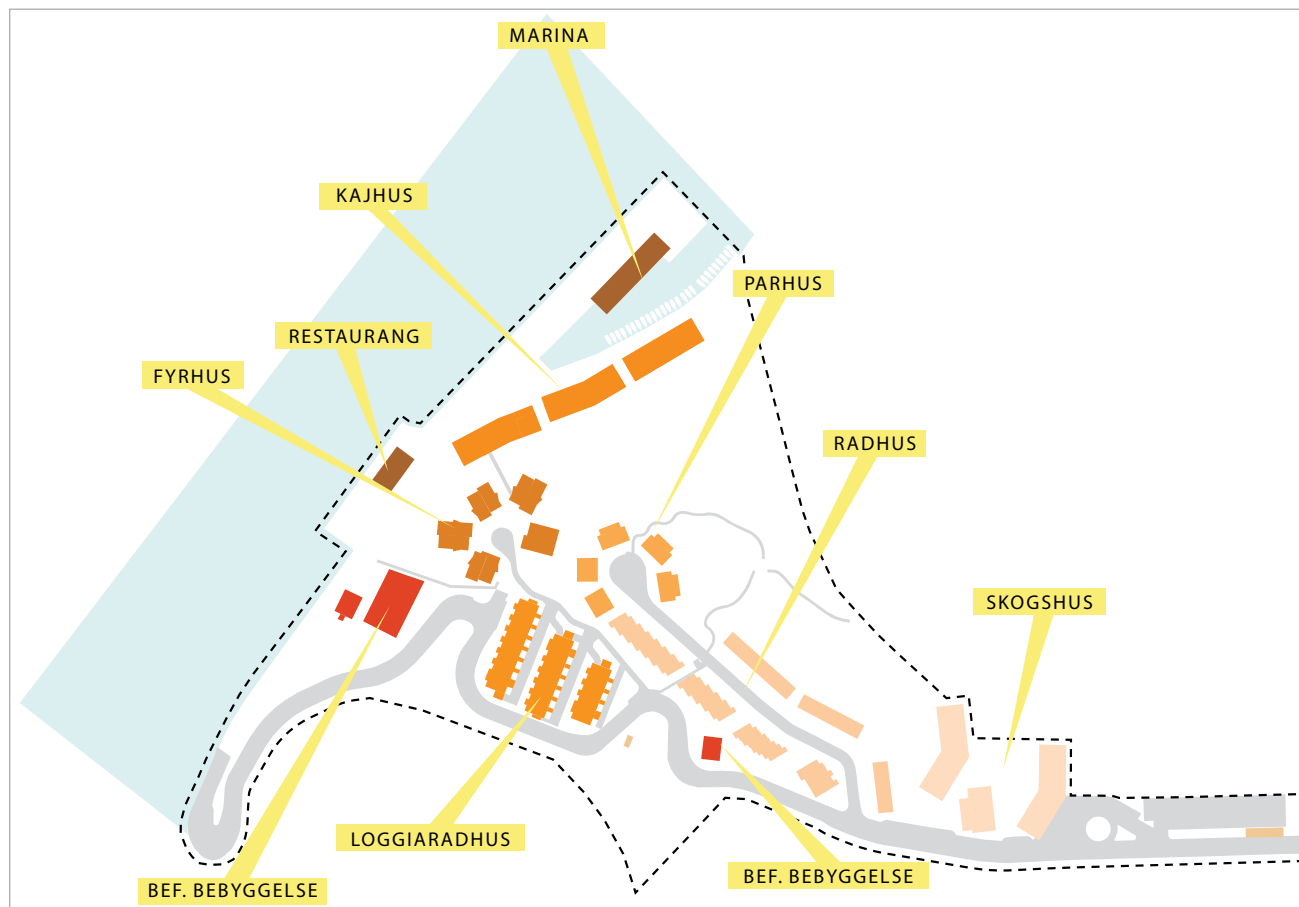 MARINA
KAJHUS
PARHUS
RESTAURANG
FYRHUS
RADHUS
SKOGSHUS
LOGGIARADHUS
BEF. BEBYGGELSE
BEF. BEBYGGELSE